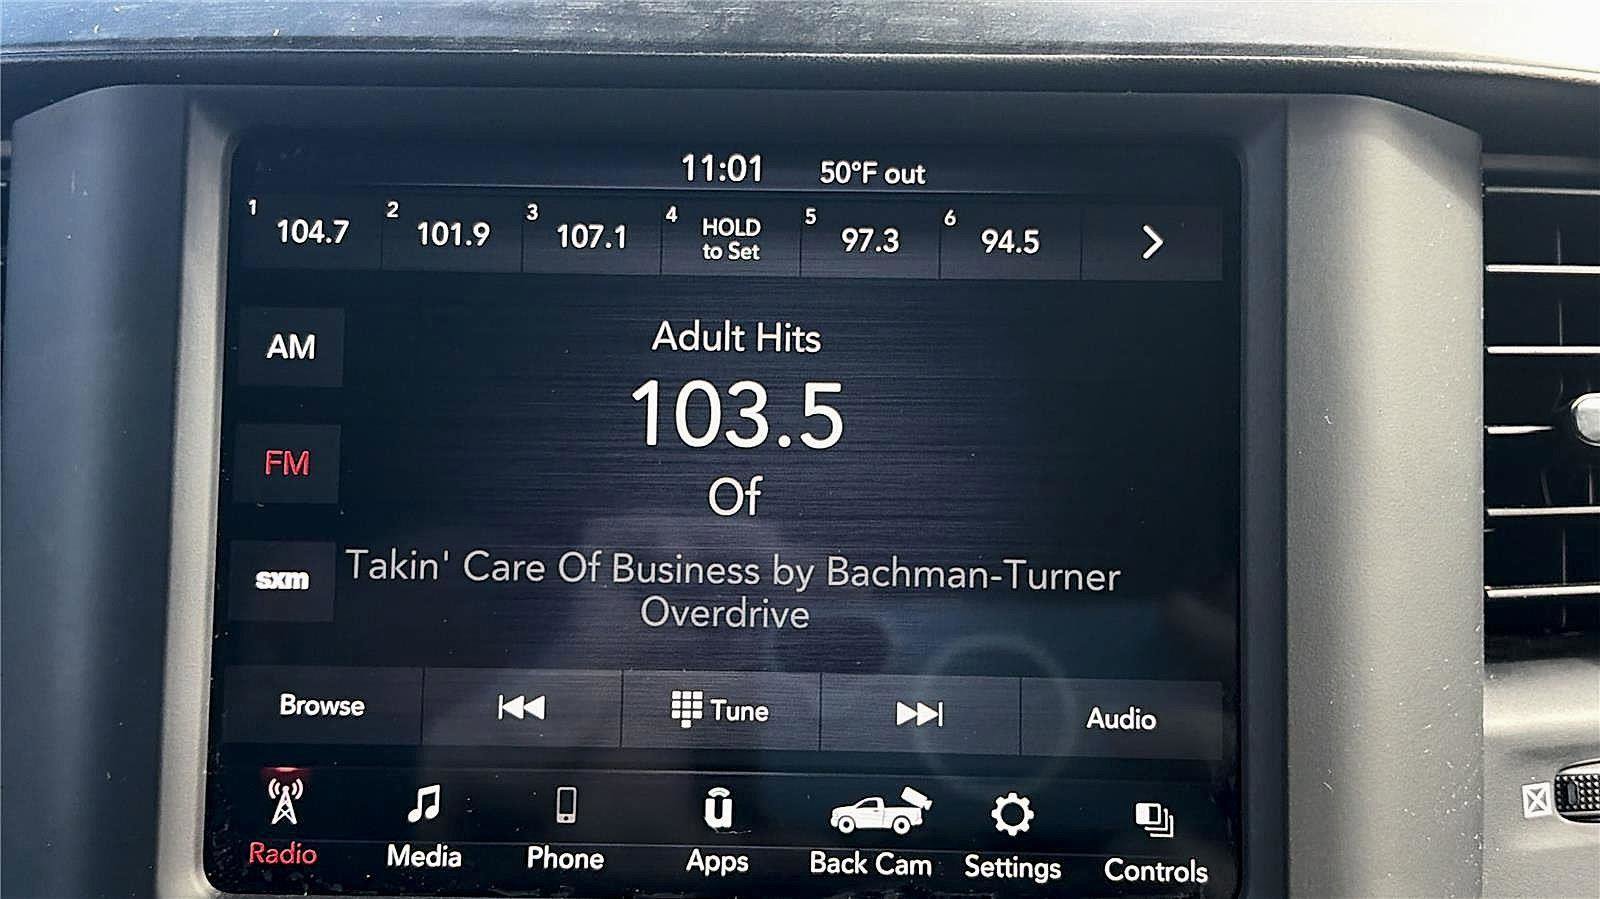 11:01 50°F out
1 104.7 2 101.9 3 107.1 4 HOLD to Set 5 97.3 6 94.5
AM
Adult Hits
103.5
FM
Of
sxm
Takin' Care Of Business by Bachman-Turner
Overdrive
Browse Tune Audio
Radio Media Phone Apps Back Cam Settings Controls